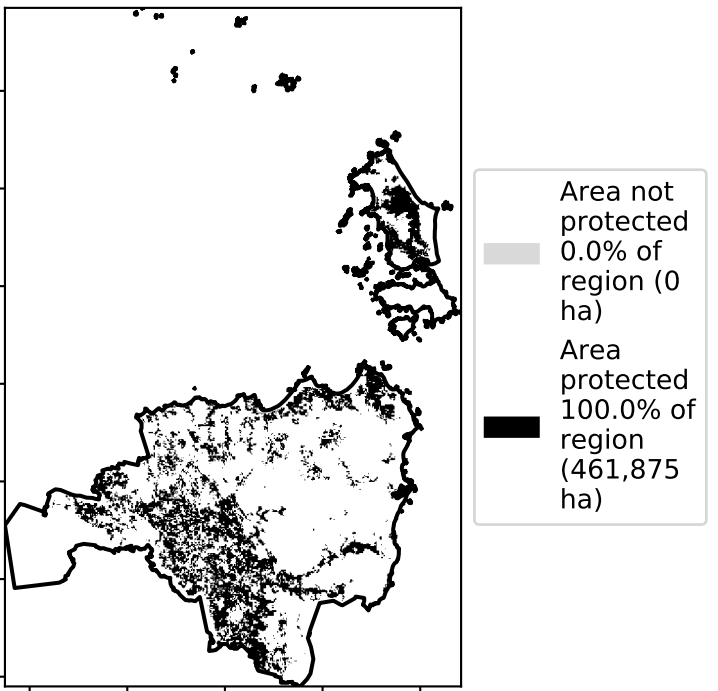 Area not
protected
0.0% of
region (0
ha)
Area
protected
100.0% of
region
(461,875
ha)